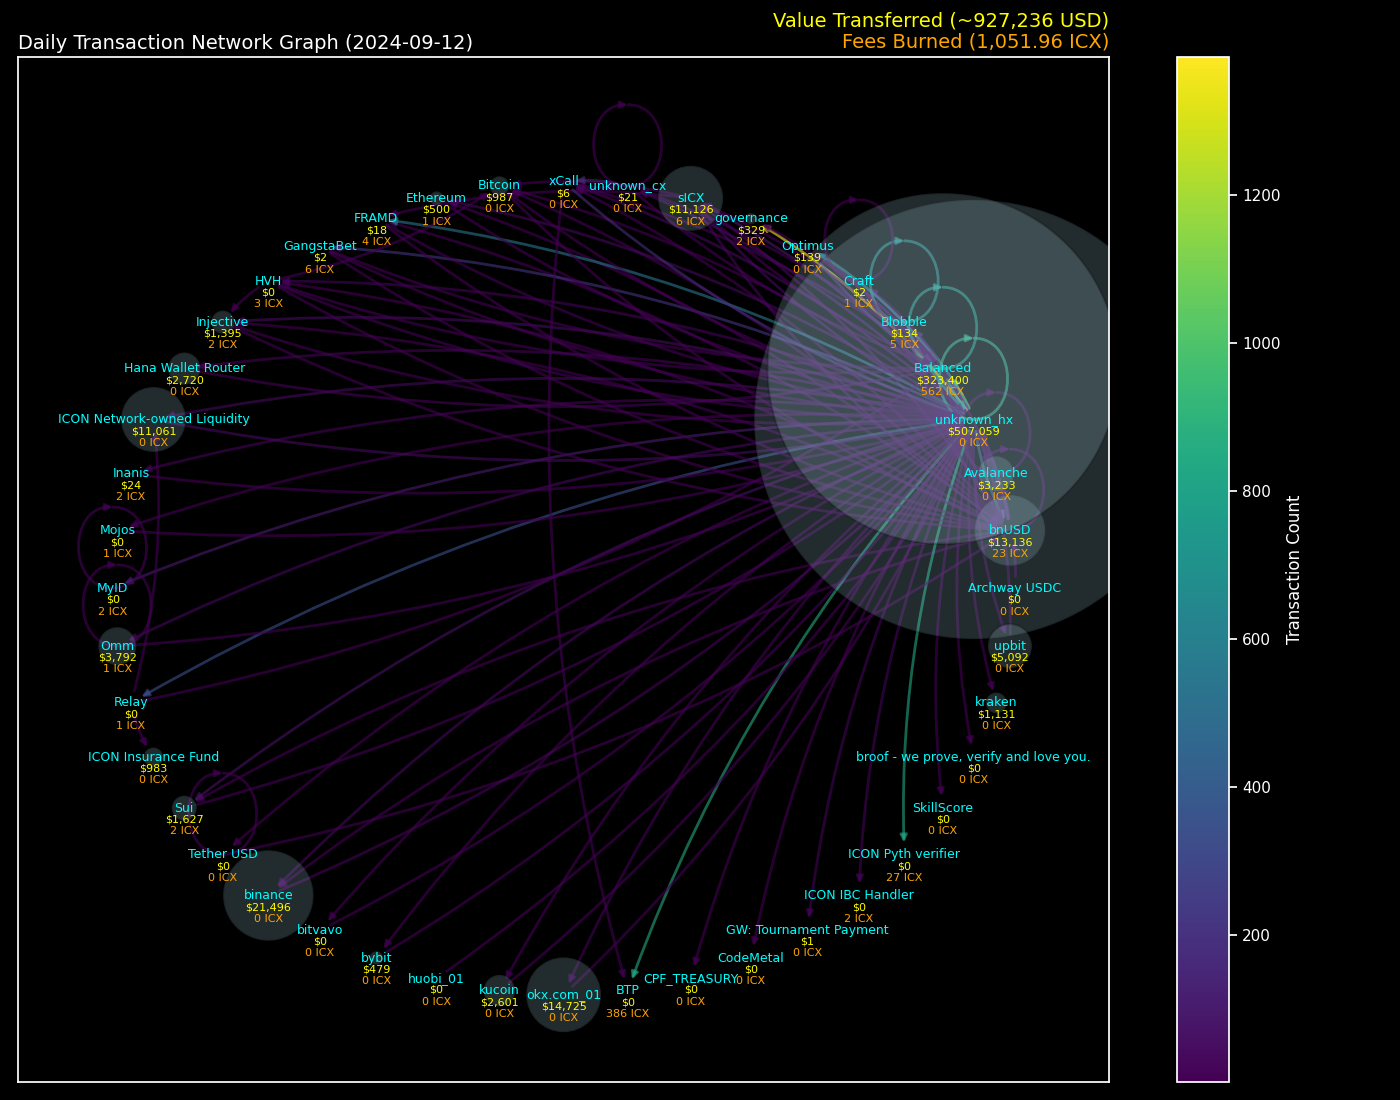 Value Transferred (~927,236 USD)
Daily Transaction Network Graph (2024-09-12)
Fees Burned (1,051.96 ICX)
xCall
$6
0 ICX
unknown_cx
$21
0 ICX
Bitcoin
$987
0 ICX
sICX
$11,126
6 ICX
Ethereum
$500
1 ICX
governance
$329
2 ICX
FRAMD
$18
4 ICX
Optimus
$139
0 ICX
GangstaBet
$2
6 ICX
Craft
$2
1 ICX
HVH
$0
3 ICX
Blobble
$134
5 ICX
Injective
$1,395
2 ICX
Balanced
$323,400
562 ICX
Hana Wallet Router
$2,720
0 ICX
unknown_hx
$507,059
0 ICX
ICON Network-owned Liquidity
$11,061
0 ICX
Avalanche
$3,233
0 ICX
Inanis
$24
2 ICX
bnUSD
$13,136
23 ICX
Mojos
$0
1 ICX
Archway USDC
$0
0 ICX
MyID
$0
2 ICX
upbit
$5,092
0 ICX
Omm
$3,792
1 ICX
kraken
$1,131
0 ICX
Relay
$0
1 ICX
broof - we prove, verify and love you.
$0
0 ICX
ICON Insurance Fund
$983
0 ICX
SkillScore
$0
0 ICX
Sui
$1,627
2 ICX
ICON Pyth verifier
$0
27 ICX
Tether USD
$0
0 ICX
ICON IBC Handler
$0
2 ICX
binance
$21,496
0 ICX
GW: Tournament Payment
$1
0 ICX
bitvavo
$0
0 ICX
CodeMetal
$0
0 ICX
bybit
$479
0 ICX
CPF_TREASURY
$0
0 ICX
huobi_01
$0
0 ICX
BTP
$0
386 ICX
kucoin
$2,601
0 ICX
okx.com_01
$14,725
0 ICX
1200
1000
800
600
400
200
Transaction Count